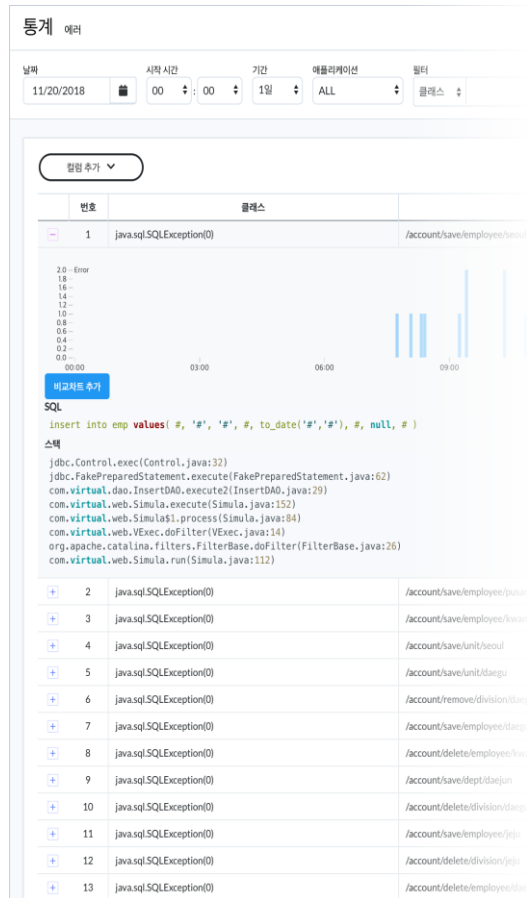 통계 에러
날짜 시작 시간 기간 애플리케이션 필터
11/20/2018 00 : 00 1일 ALL 클래스
컬럼 추가
번호 클래스
1 java.sql.SQLException(0) /account/save/employee/seoul
2.0 Error
1.8
1.6
1.4
1.2
1.0
0.8
0.6
0.4
0.2
0.0
00:00 03:00 06:00 09:00
비교차트 추가
SQL
insert into emp values( #, '#', '#', #, to_date('#','#'), #, null, # )
스택
jdbc.Control.exec(Control.java:32)
jdbc.FakePreparedStatement.execute(FakePreparedStatement.java:62)
com.virtual.dao.InsertDAO.execute2(InsertDAO.java:29)
com.virtual.web.Simula.execute(Simula.java:152)
com.virtual.web.Simula$1.process(Simula.java:84)
com.virtual.web.VExec.doFilter(VExec.java:14)
org.apache.catalina.filters.FilterBase.doFilter(FilterBase.java:26)
com.virtual.web.Simula.run(Simula.java:112)
2 java.sql.SQLException(0) /account/save/employee/
3 java.sql.SQLException(0) /account/save/employee/
4 java.sql.SQLException(0) /account/save/unit/seoul
5 java.sql.SQLException(0) /account/save/unit/daegu
6 java.sql.SQLException(0) /account/remove/division/
7 java.sql.SQLException(0) /account/save/employee/
8 java.sql.SQLException(0) /account/delete/employee/
9 java.sql.SQLException(0) /account/save/dept/daejun
10 java.sql.SQLException(0) /account/delete/division/
11 java.sql.SQLException(0) /account/save/employee/jeju
12 java.sql.SQLException(0) /account/delete/division/jeju
13 java.sql.SQLException(0) /account/delete/employee/